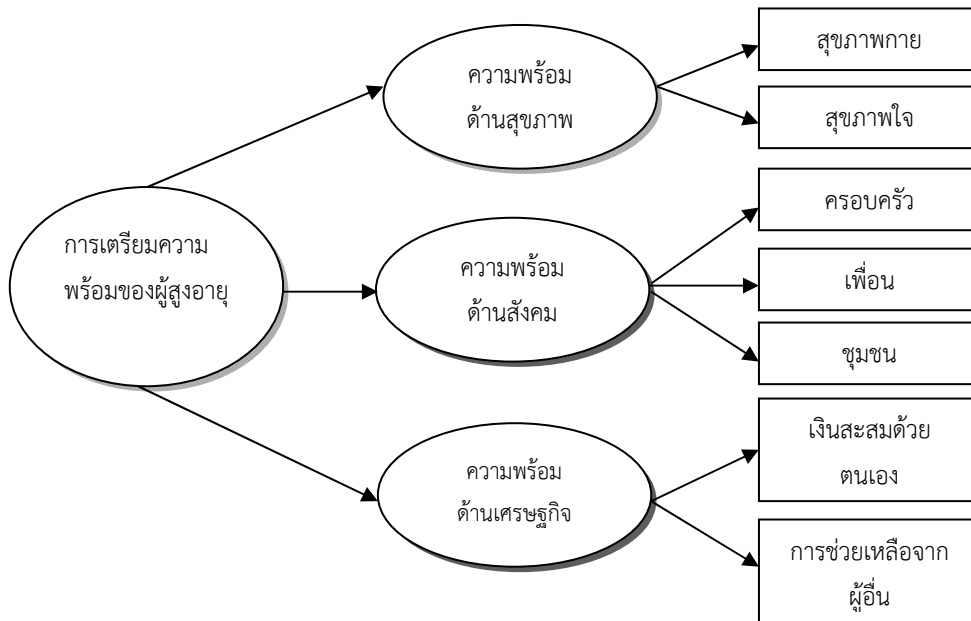 การเตรียมความ
พร้อมของผู้สูงอายุ
ความพร้อม
ด้านสุขภาพ
สุขภาพกาย
สุขภาพใจ
ความพร้อม
ด้านสังคม
ครอบครัว
เพื่อน
ชุมชน
ความพร้อม
ด้านเศรษฐกิจ
เงินสะสมด้วย
ตนเอง
การช่วยเหลือจาก
ผู้อื่น